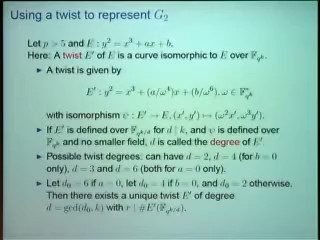 Using a twist to represent G₂
Let p > 5 and E : y² = x³ + ax + b.
Here: A twist E′ of E is a curve isomorphic to E over 𝔽_{q^k}.
► A twist is given by
E′ : y² = x³ + (a/ω⁴)x + (b/ω⁶), ω ∈ 𝔽*_{q^k}
with isomorphism ψ : E′ → E, (x′, y′) ↦ (ω²x′, ω³y′).
► If E′ is defined over 𝔽_{q^{k/d}} for d | k, and ψ is defined over
𝔽_{q^k} and no smaller field, d is called the degree of E′
► Possible twist degrees: can have d = 2, d = 4 (for b = 0
only), d = 3 and d = 6 (both for a = 0 only).
► Let d₀ = 6 if a = 0, let d₀ = 4 if b = 0, and d₀ = 2 otherwise.
Then there exists a unique twist E′ of degree
d = gcd(d₀, k) with r | #E′(𝔽_{q^{k/d}}).